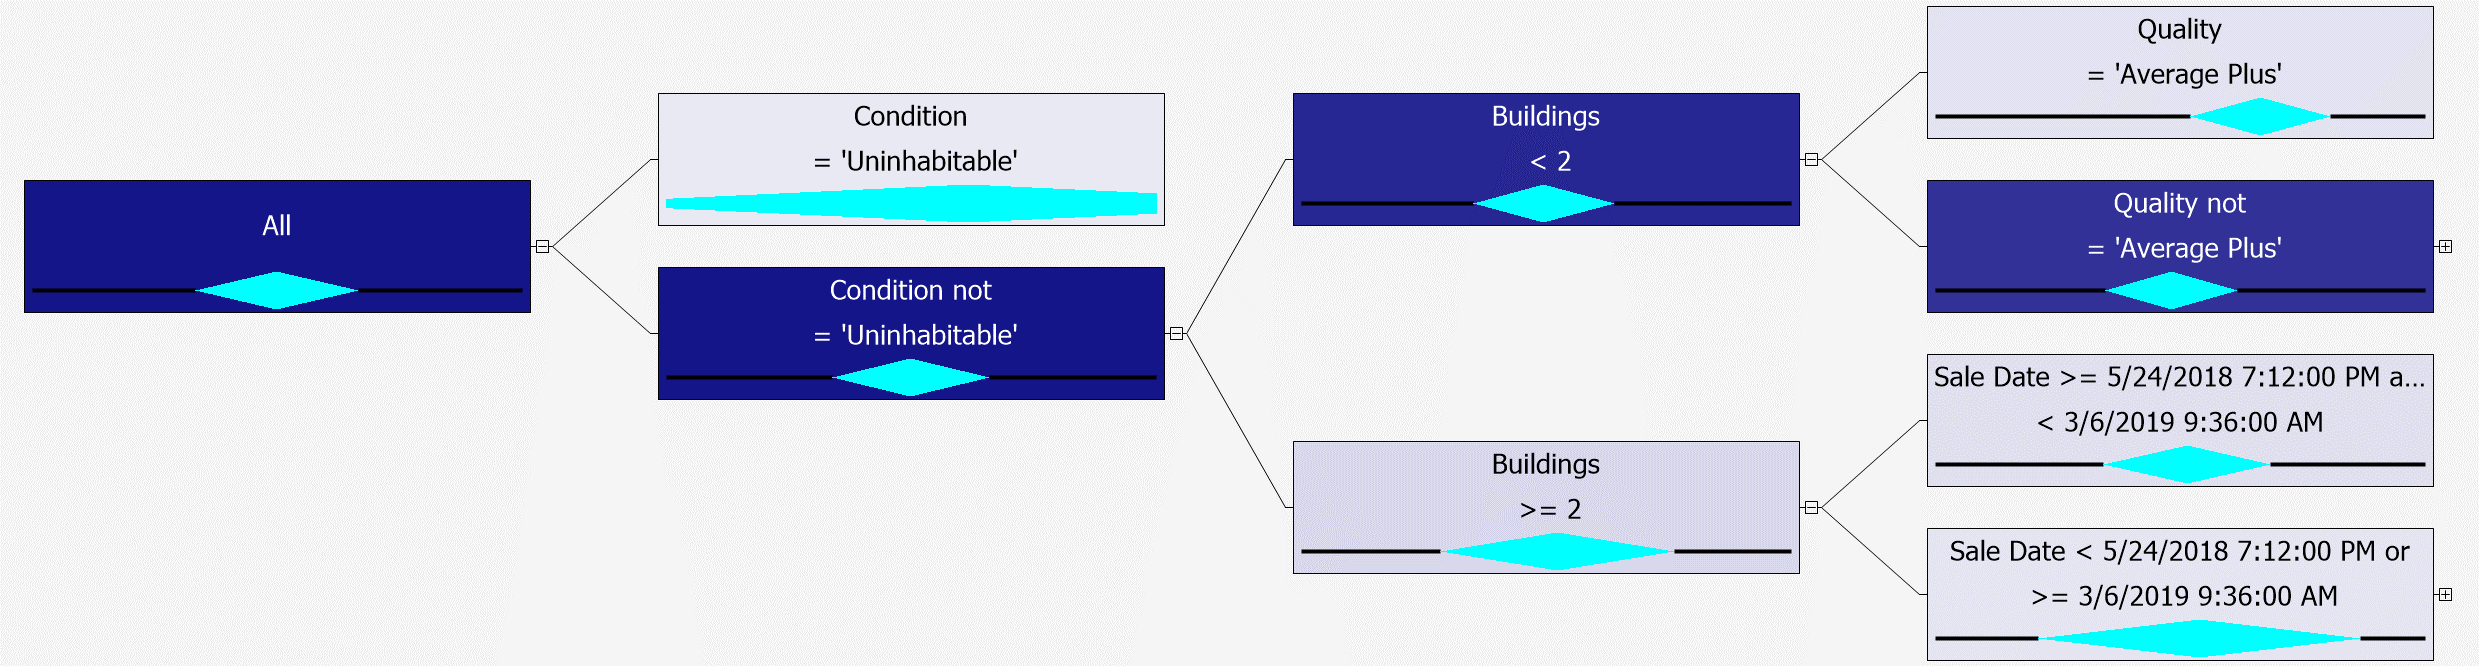 All
Condition
= 'Uninhabitable'
Condition not
= 'Uninhabitable'
Buildings
< 2
Buildings
>= 2
Quality
= 'Average Plus'
Quality not
= 'Average Plus'
Sale Date >= 5/24/2018 7:12:00 PM a...
< 3/6/2019 9:36:00 AM
Sale Date < 5/24/2018 7:12:00 PM or
>= 3/6/2019 9:36:00 AM